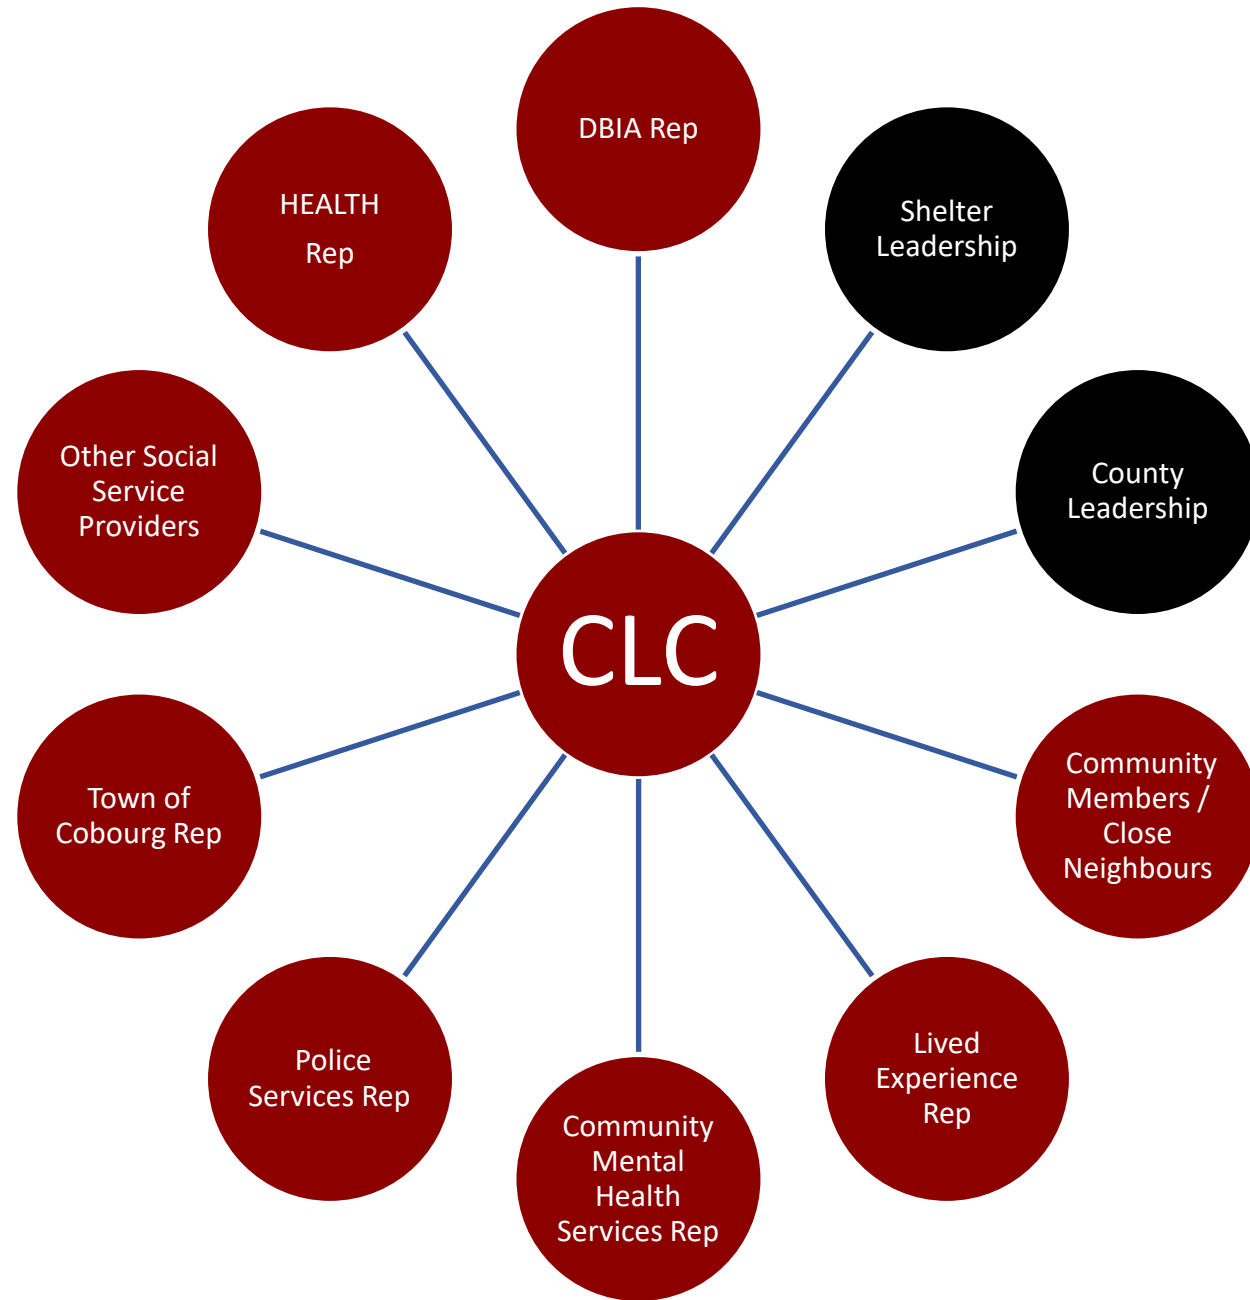 DBIA Rep
Shelter
Leadership
County
Leadership
Community
Members /
Close
Neighbours
Lived
Experience
Rep
Community
Mental
Health
Services Rep
Police
Services Rep
Town of
Cobourg Rep
Other Social
Service
Providers
HEALTH
Rep
CLC